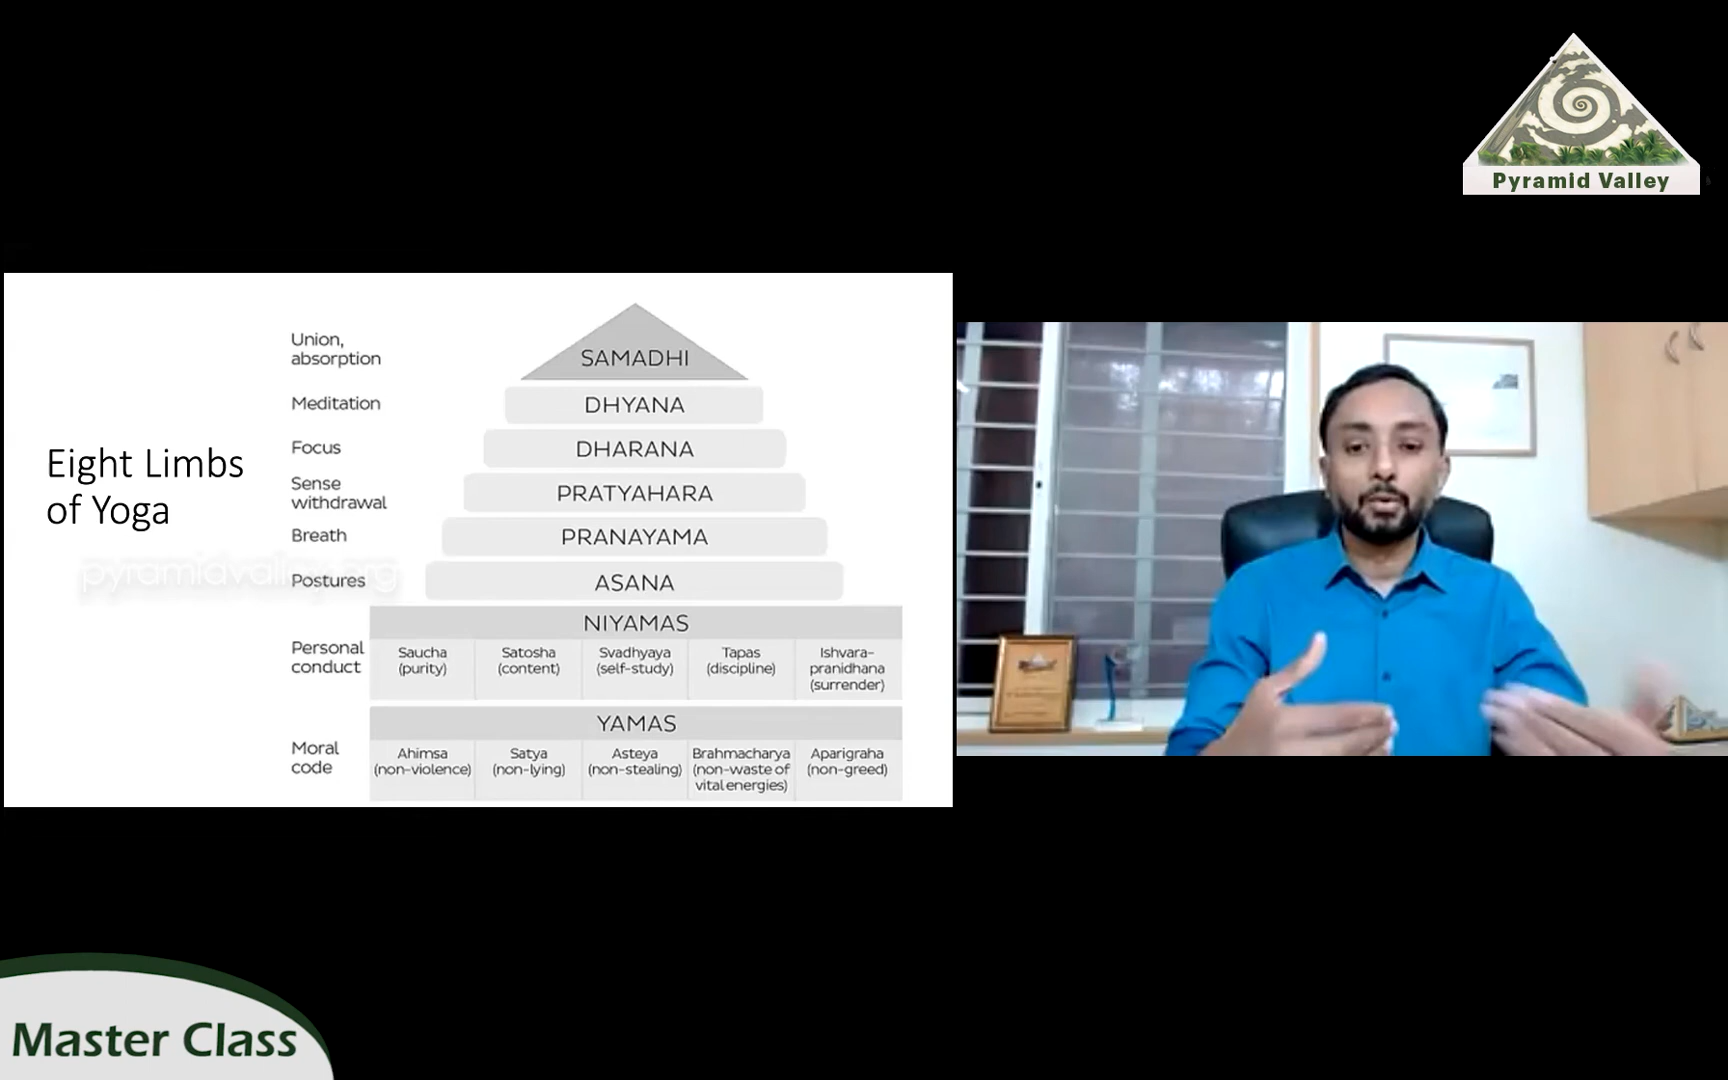 Pyramid Valley
Eight Limbs
of Yoga
Union,
absorption
SAMADHI
Meditation
DHYANA
Focus
DHARANA
Sense
withdrawal
PRATYAHARA
Breath
PRANAYAMA
Postures
ASANA
pyramidvalley.org
Personal
conduct
NIYAMAS
Saucha
(purity)
Satosha
(content)
Svadhyaya
(self-study)
Tapas
(discipline)
Ishvara-
pranidhana
(surrender)
Moral
code
YAMAS
Ahimsa
(non-violence)
Satya
(non-lying)
Asteya
(non-stealing)
Brahmacharya
(non-waste of
vital energies)
Aparigraha
(non-greed)
Master Class